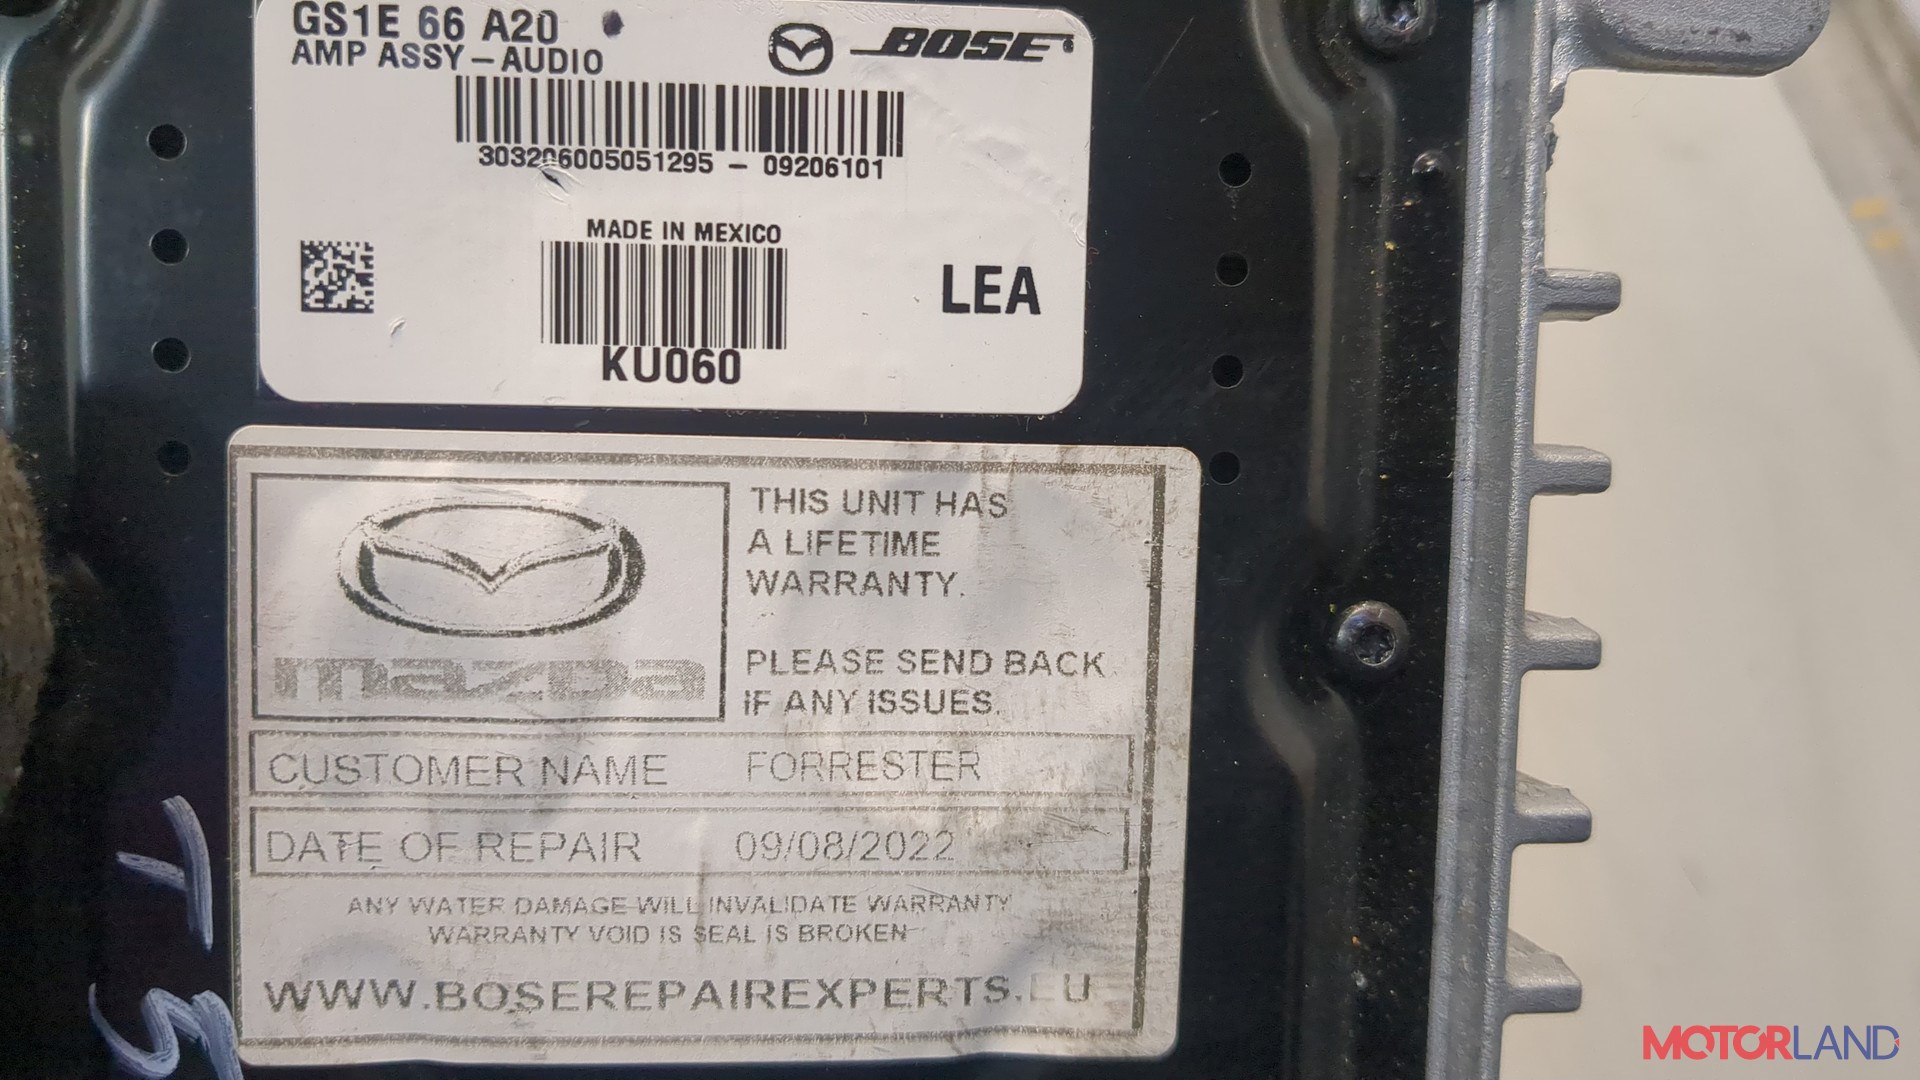 GS1E 66 A20
AMP ASSY – AUDIO
BOSE
303206005051295 – 09206101
MADE IN MEXICO
KU060
LEA
THIS UNIT HAS
A LIFETIME
WARRANTY.
PLEASE SEND BACK
IF ANY ISSUES.
mazda
CUSTOMER NAME FORRESTER
DATE OF REPAIR 09/08/2022
ANY WATER DAMAGE WILL INVALIDATE WARRANTY
WARRANTY VOID IS SEAL IS BROKEN
WWW.BOSEREPAIREXPERTS.EU
MOTORLAND